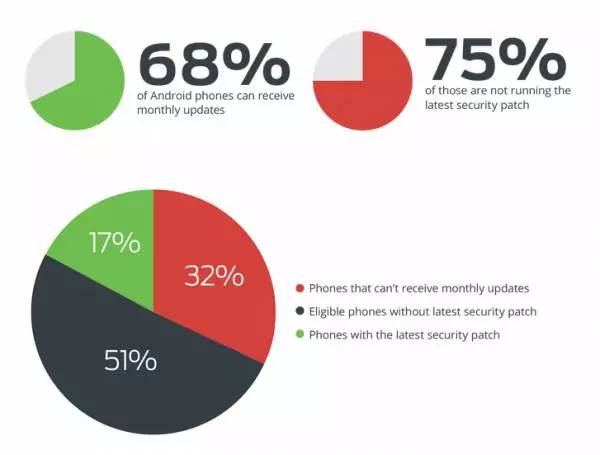 68%
of Android phones can receive
monthly updates
75%
of those are not running the
latest security patch
17%
32%
51%
Phones that can't receive monthly updates
Eligible phones without latest security patch
Phones with the latest security patch